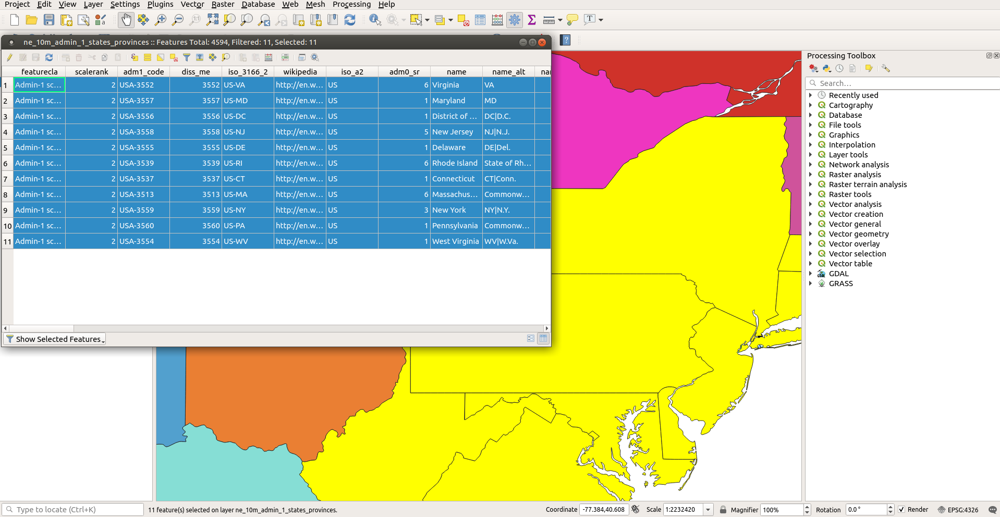 Project Edit View Layer Settings Plugins Vector Raster Database Web Mesh Processing Help
ne_10m_admin_1_states_provinces :: Features Total: 4594, Filtered: 11, Selected: 11
featurecla scalerank adm1_code diss_me iso_3166_2 wikipedia iso_a2 adm0_sr name name_alt nar
1 Admin-1 sc... 2 USA-3552 3552 US-VA http://en.w... US 6 Virginia VA
2 Admin-1 sc... 2 USA-3557 3557 US-MD http://en.w... US 1 Maryland MD
3 Admin-1 sc... 2 USA-3556 3556 US-DC http://en.w... US 1 District of ... DC|D.C.
4 Admin-1 sc... 2 USA-3558 3558 US-NJ http://en.w... US 5 New Jersey NJ|N.J.
5 Admin-1 sc... 2 USA-3555 3555 US-DE http://en.w... US 1 Delaware DE|Del.
6 Admin-1 sc... 2 USA-3539 3539 US-RI http://en.w... US 6 Rhode Island State of Rh...
7 Admin-1 sc... 2 USA-3537 3537 US-CT http://en.w... US 1 Connecticut CT|Conn.
8 Admin-1 sc... 2 USA-3513 3513 US-MA http://en.w... US 6 Massachus... Commonw...
9 Admin-1 sc... 2 USA-3559 3559 US-NY http://en.w... US 3 New York NY|N.Y.
10 Admin-1 sc... 2 USA-3560 3560 US-PA http://en.w... US 1 Pennsylvania Commonw...
11 Admin-1 sc... 2 USA-3554 3554 US-WV http://en.w... US 1 West Virginia WV|W.Va.
Show Selected Features
Processing Toolbox
Search...
Recently used
Cartography
Database
File tools
Graphics
Interpolation
Layer tools
Network analysis
Raster analysis
Raster terrain analysis
Raster tools
Vector analysis
Vector creation
Vector general
Vector geometry
Vector overlay
Vector selection
Vector table
GDAL
GRASS
Type to locate (Ctrl+K) 11 feature(s) selected on layer ne_10m_admin_1_states_provinces. Coordinate -77.384,40.608 Scale 1:2232420 Magnifier 100% Rotation 0.0 ° Render EPSG:4326